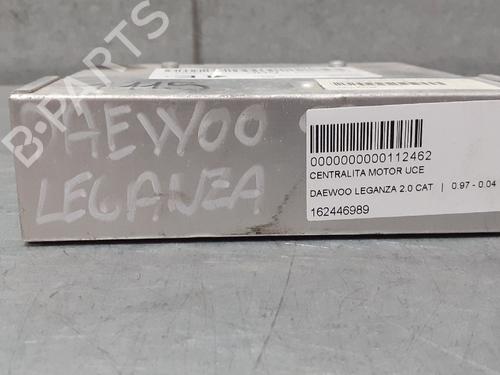 B-PARTS
DAEWOO
LEGANZA
0000000000112462
CENTRALITA MOTOR UCE
DAEWOO LEGANZA 2.0 CAT | 0.97 - 0.04
162446989